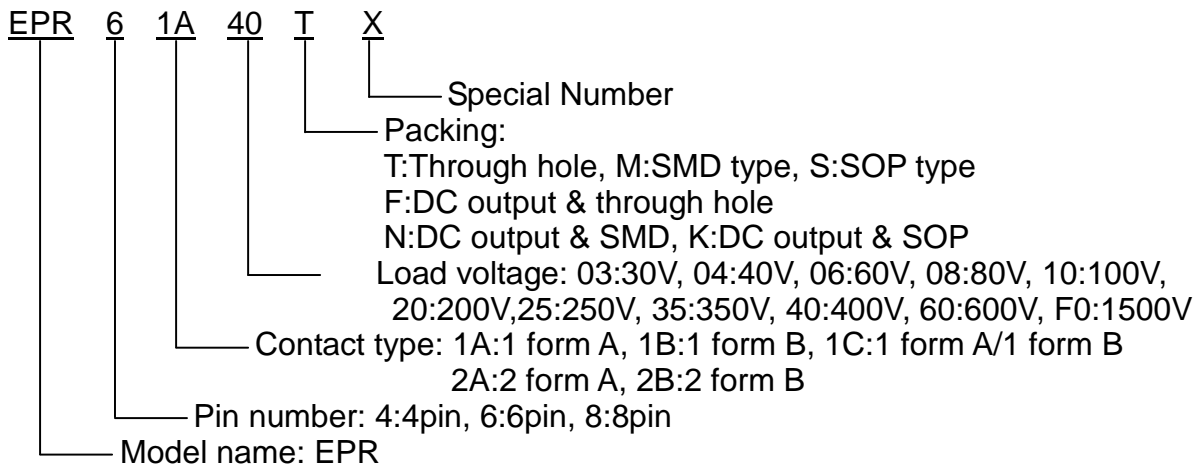 EPR 6 1A 40 T X
Special Number
Packing:
T:Through hole, M:SMD type, S:SOP type
F:DC output & through hole
N:DC output & SMD, K:DC output & SOP
Load voltage: 03:30V, 04:40V, 06:60V, 08:80V, 10:100V,
20:200V,25:250V, 35:350V, 40:400V, 60:600V, F0:1500V
Contact type: 1A:1 form A, 1B:1 form B, 1C:1 form A/1 form B
2A:2 form A, 2B:2 form B
Pin number: 4:4pin, 6:6pin, 8:8pin
Model name: EPR